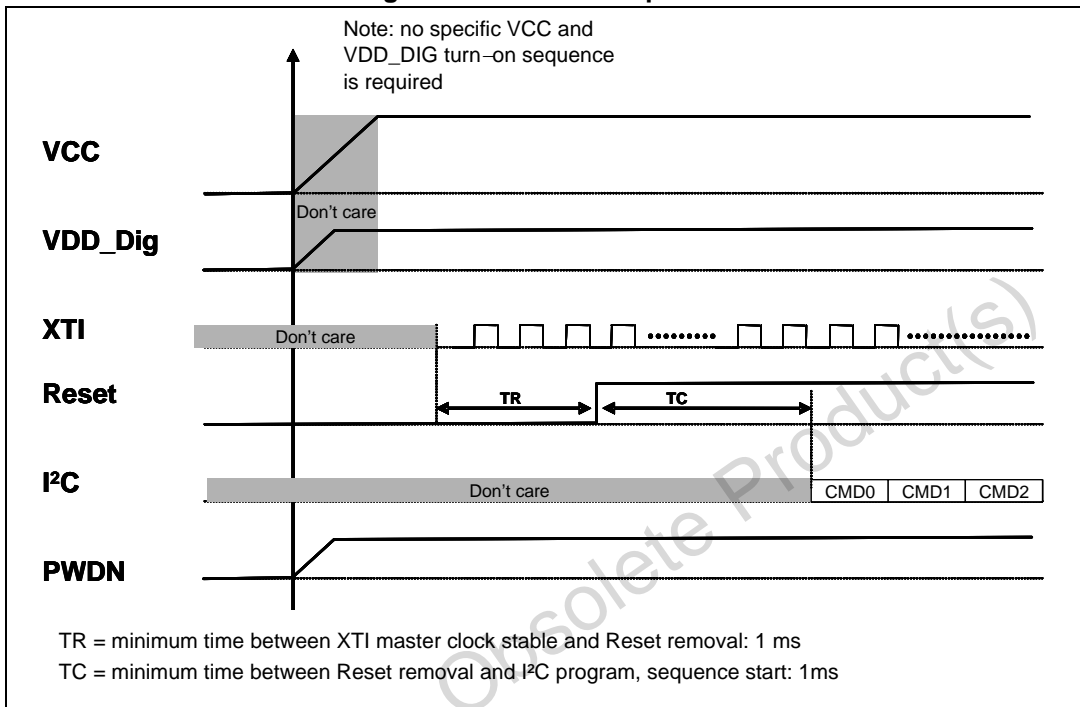 Note: no specific VCC and
VDD_DIG turn–on sequence
is required
VCC
Don't care
VDD_Dig
XTI
Don't care
Reset
TR
TC
I²C
Don't care
CMD0 CMD1 CMD2
PWDN
TR = minimum time between XTI master clock stable and Reset removal: 1 ms
TC = minimum time between Reset removal and I²C program, sequence start: 1ms
Obsolete Product(s)